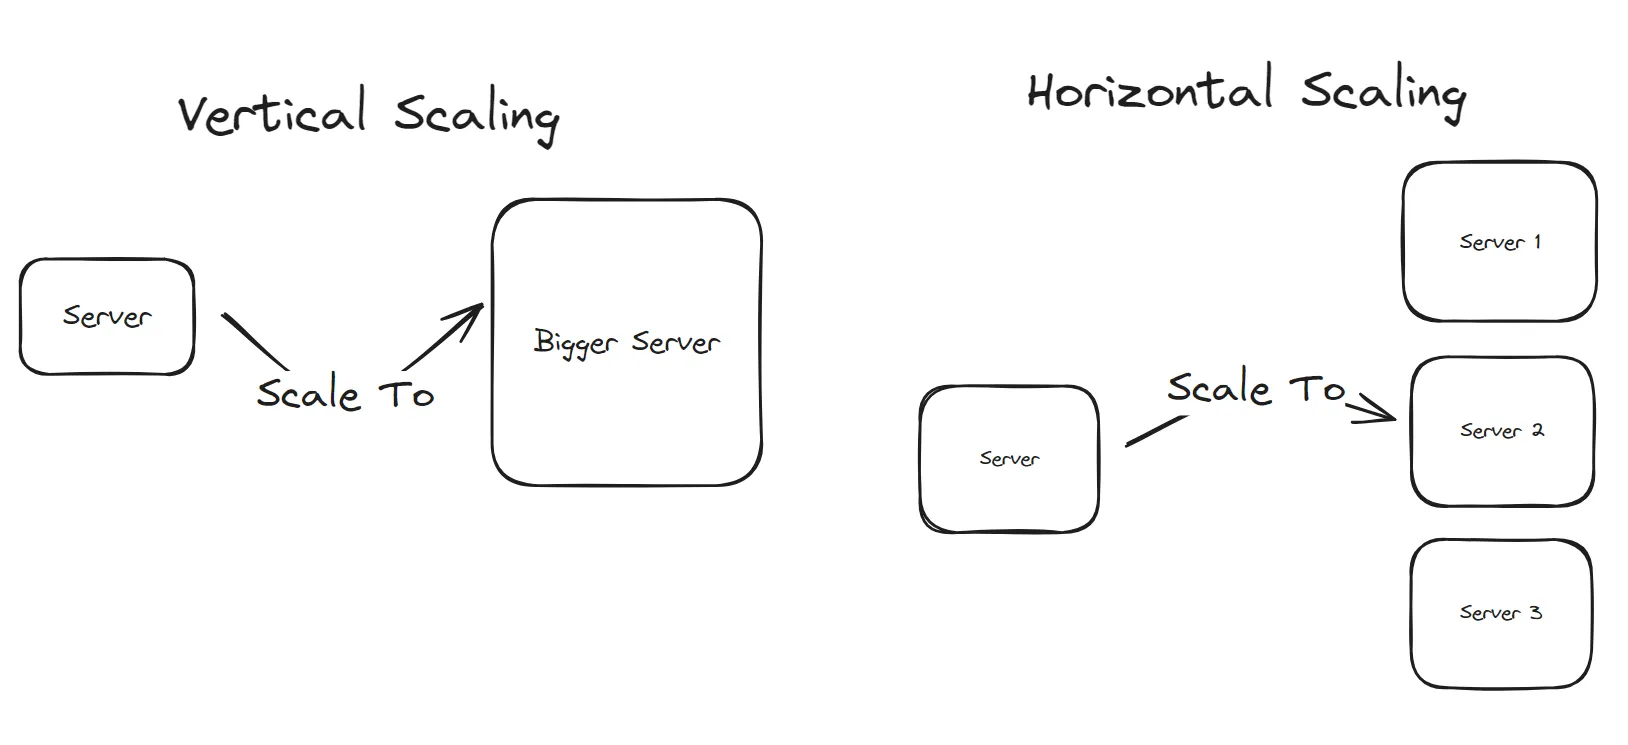 Vertical Scaling
Server
Scale To
Bigger Server
Horizontal Scaling
Server
Scale To
Server 1
Server 2
Server 3